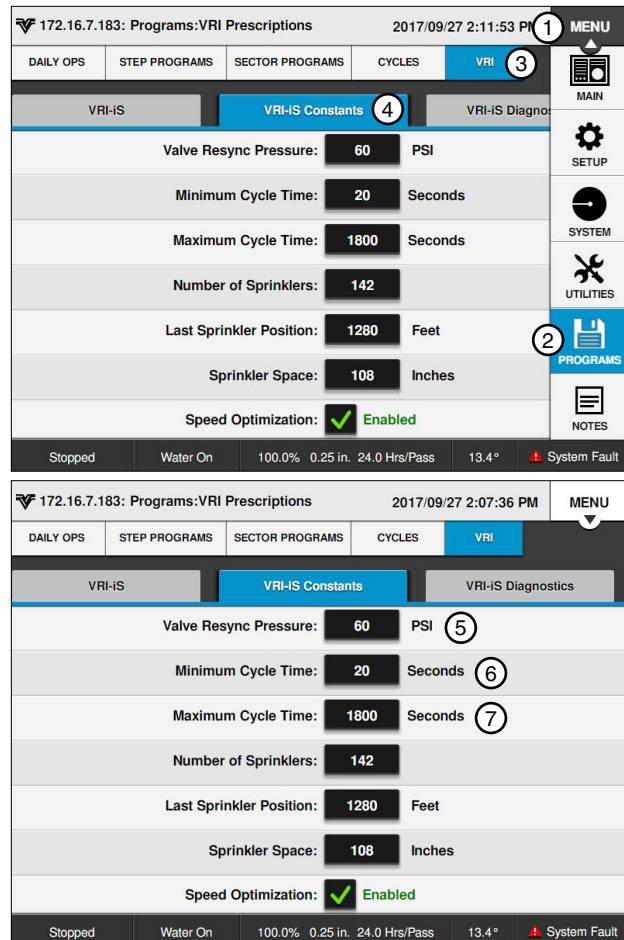 172.16.7.183: Programs:VRI Prescriptions 2017/09/27 2:11:53 PM 1 MENU
DAILY OPS STEP PROGRAMS SECTOR PROGRAMS CYCLES VRI 3
MAIN
VRI-iS VRI-iS Constants 4 VRI-iS Diagnos
Valve Resync Pressure: 60 PSI
SETUP
Minimum Cycle Time: 20 Seconds
SYSTEM
Maximum Cycle Time: 1800 Seconds
Number of Sprinklers: 142
UTILITIES
Last Sprinkler Position: 1280 Feet
2
PROGRAMS
Sprinkler Space: 108 Inches
Speed Optimization: Enabled
NOTES
Stopped Water On 100.0% 0.25 in. 24.0 Hrs/Pass 13.4° System Fault
172.16.7.183: Programs:VRI Prescriptions 2017/09/27 2:07:36 PM MENU
DAILY OPS STEP PROGRAMS SECTOR PROGRAMS CYCLES VRI
VRI-iS VRI-iS Constants VRI-iS Diagnostics
Valve Resync Pressure: 60 PSI 5
Minimum Cycle Time: 20 Seconds 6
Maximum Cycle Time: 1800 Seconds 7
Number of Sprinklers: 142
Last Sprinkler Position: 1280 Feet
Sprinkler Space: 108 Inches
Speed Optimization: Enabled
Stopped Water On 100.0% 0.25 in. 24.0 Hrs/Pass 13.4° System Fault